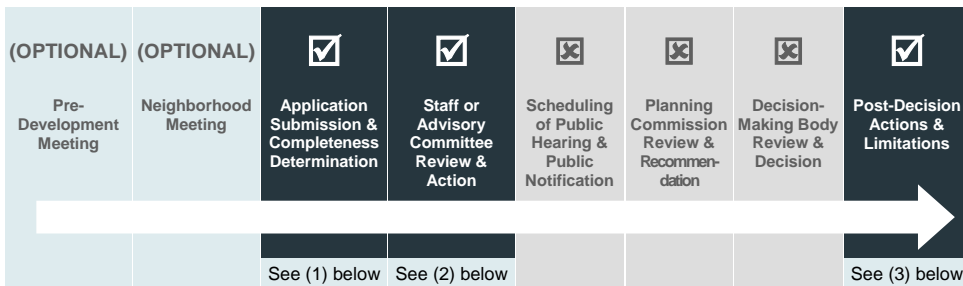 (OPTIONAL)
Pre-
Development
Meeting
(OPTIONAL)
Neighborhood
Meeting
Application
Submission &
Completeness
Determination
See (1) below
Staff or
Advisory
Committee
Review &
Action
See (2) below
Scheduling
of Public
Hearing &
Public
Notification
Planning
Commission
Review &
Recommen-
dation
Decision-
Making Body
Review &
Decision
Post-Decision
Actions &
Limitations
See (3) below